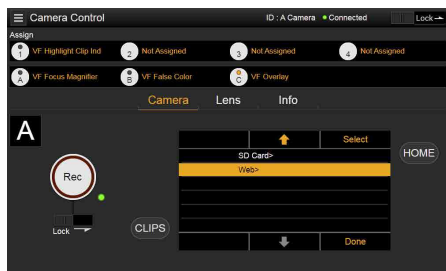 Camera Control
ID : A Camera
Connected
Lock
Assign
1
VF Highlight Clip Ind
2
Not Assigned
3
Not Assigned
4
Not Assigned
A
VF Focus Magnifier
B
VF False Color
C
VF Overlay
Camera
Lens
Info
A
Select
SD Card>
HOME
Web>
Rec
CLIPS
Lock
Done